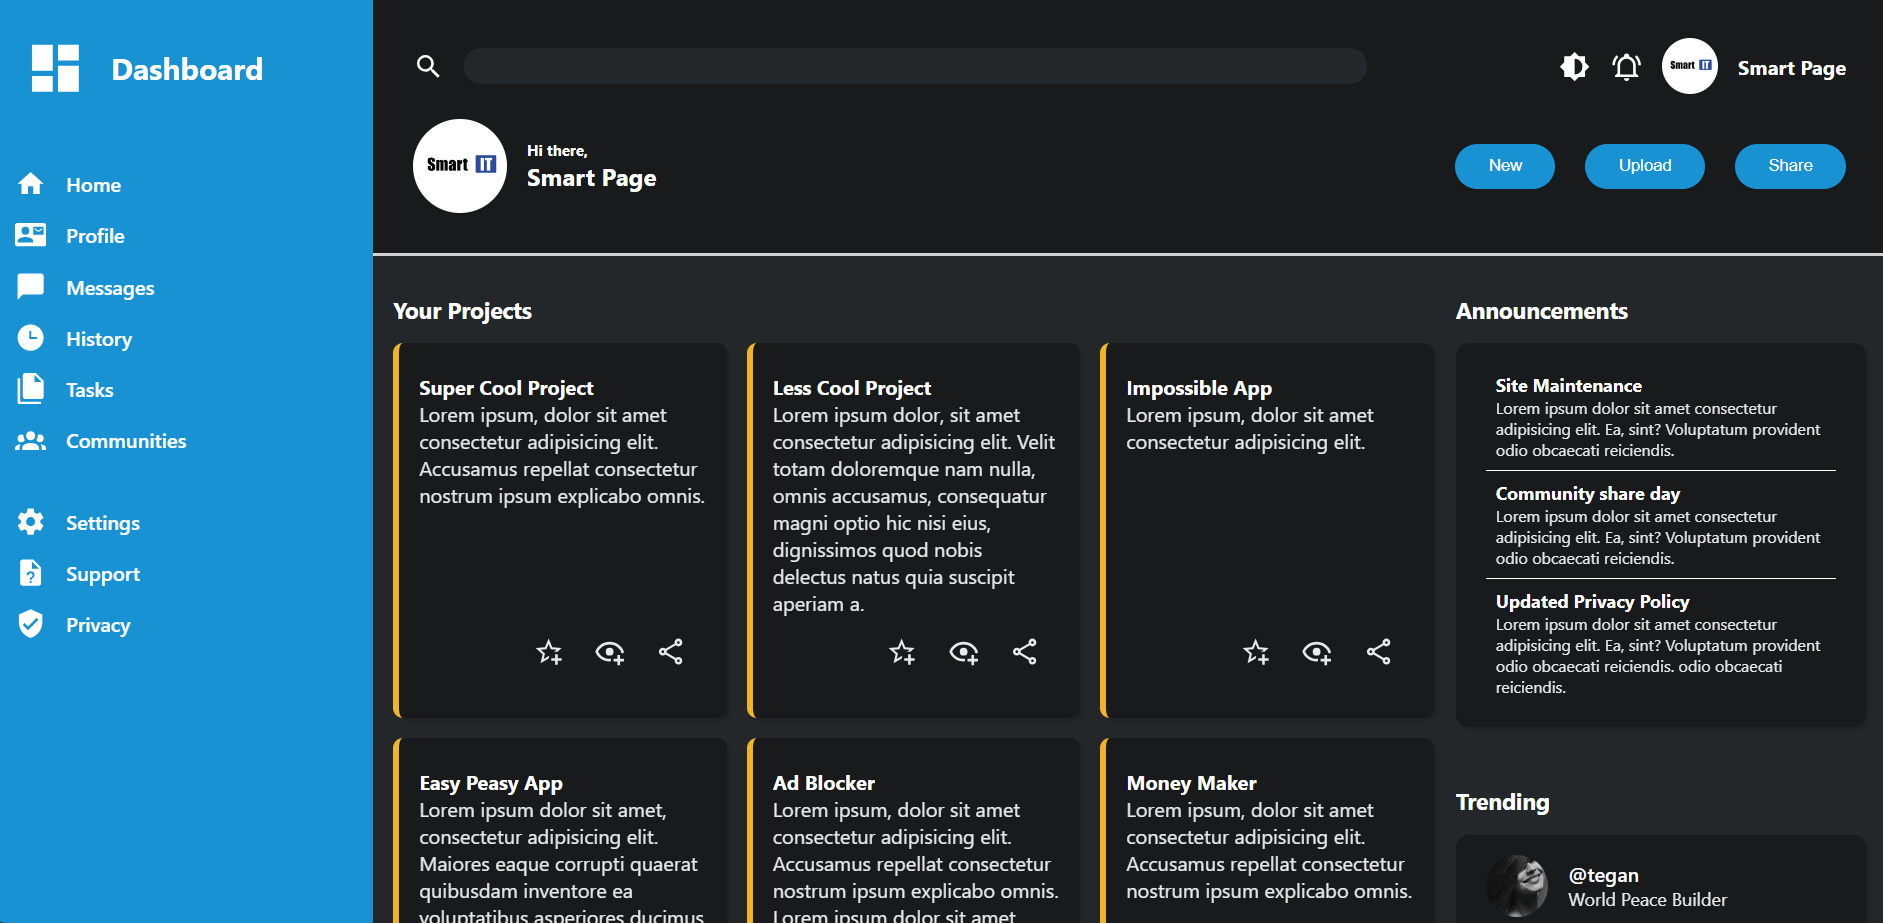 Dashboard
Home
Profile
Messages
History
Tasks
Communities
Settings
Support
Privacy
Smart IT
Smart Page
Smart IT
Hi there,
Smart Page
New
Upload
Share
Your Projects
Super Cool Project
Lorem ipsum, dolor sit amet
consectetur adipisicing elit.
Accusamus repellat consectetur
nostrum ipsum explicabo omnis.
Less Cool Project
Lorem ipsum dolor, sit amet
consectetur adipisicing elit. Velit
totam doloremque nam nulla,
omnis accusamus, consequatur
magni optio hic nisi eius,
dignissimos quod nobis
delectus natus quia suscipit
aperiam a.
Impossible App
Lorem ipsum, dolor sit amet
consectetur adipisicing elit.
Easy Peasy App
Lorem ipsum dolor sit amet,
consectetur adipisicing elit.
Maiores eaque corrupti quaerat
quibusdam inventore ea
voluptatibus asperiores ducimus
Ad Blocker
Lorem ipsum, dolor sit amet
consectetur adipisicing elit.
Accusamus repellat consectetur
nostrum ipsum explicabo omnis.
Lorem ipsum dolor sit amet
Money Maker
Lorem ipsum, dolor sit amet
consectetur adipisicing elit.
Accusamus repellat consectetur
nostrum ipsum explicabo omnis.
Announcements
Site Maintenance
Lorem ipsum dolor sit amet consectetur
adipisicing elit. Ea, sint? Voluptatum provident
odio obcaecati reiciendis.
Community share day
Lorem ipsum dolor sit amet consectetur
adipisicing elit. Ea, sint? Voluptatum provident
odio obcaecati reiciendis.
Updated Privacy Policy
Lorem ipsum dolor sit amet consectetur
adipisicing elit. Ea, sint? Voluptatum provident
odio obcaecati reiciendis. odio obcaecati
reiciendis.
Trending
@tegan
World Peace Builder